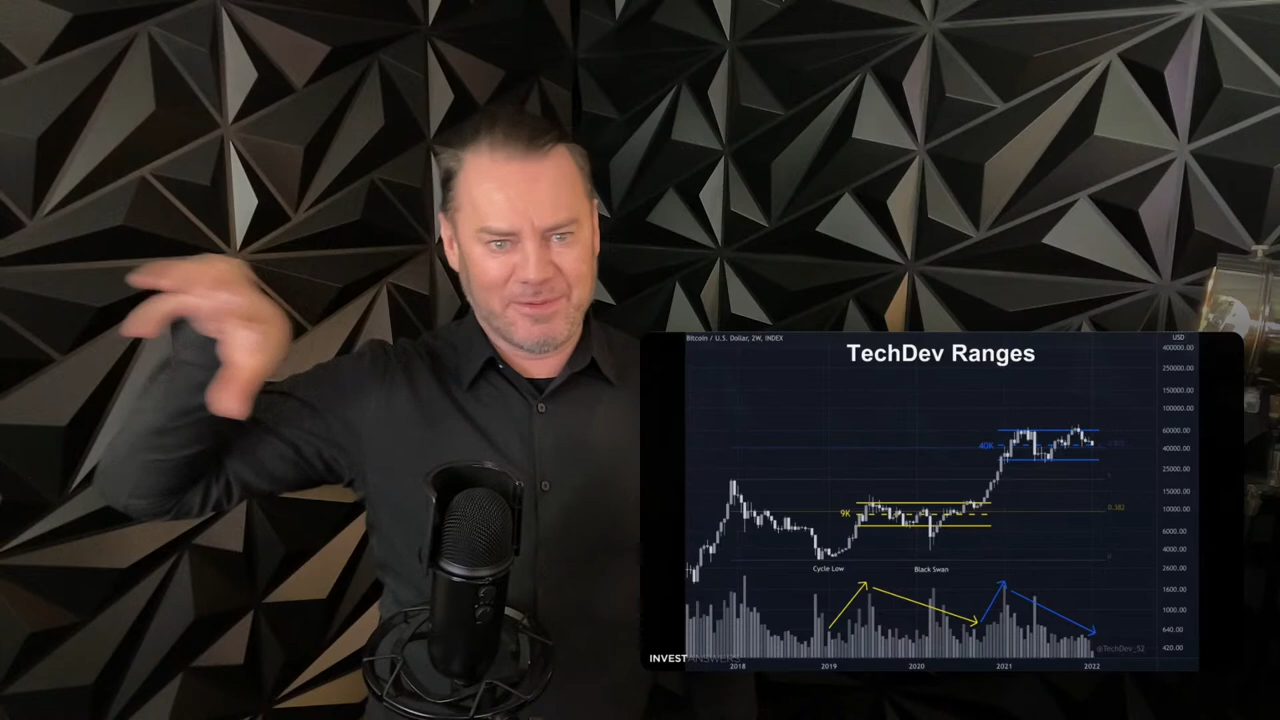 Bitcoin / U.S. Dollar, 2W, INDEX
USD
TechDev Ranges
400000.00
250000.00
150000.00
100000.00
60000.00
40K
40000.00
25000.00
15000.00
0.382
10000.00
9K
6000.00
4000.00
Cycle Low
Black Swan
2600.00
1600.00
1000.00
640.00
@TechDev_52
420.00
INVESTANSWERS
2018
2019
2020
2021
2022